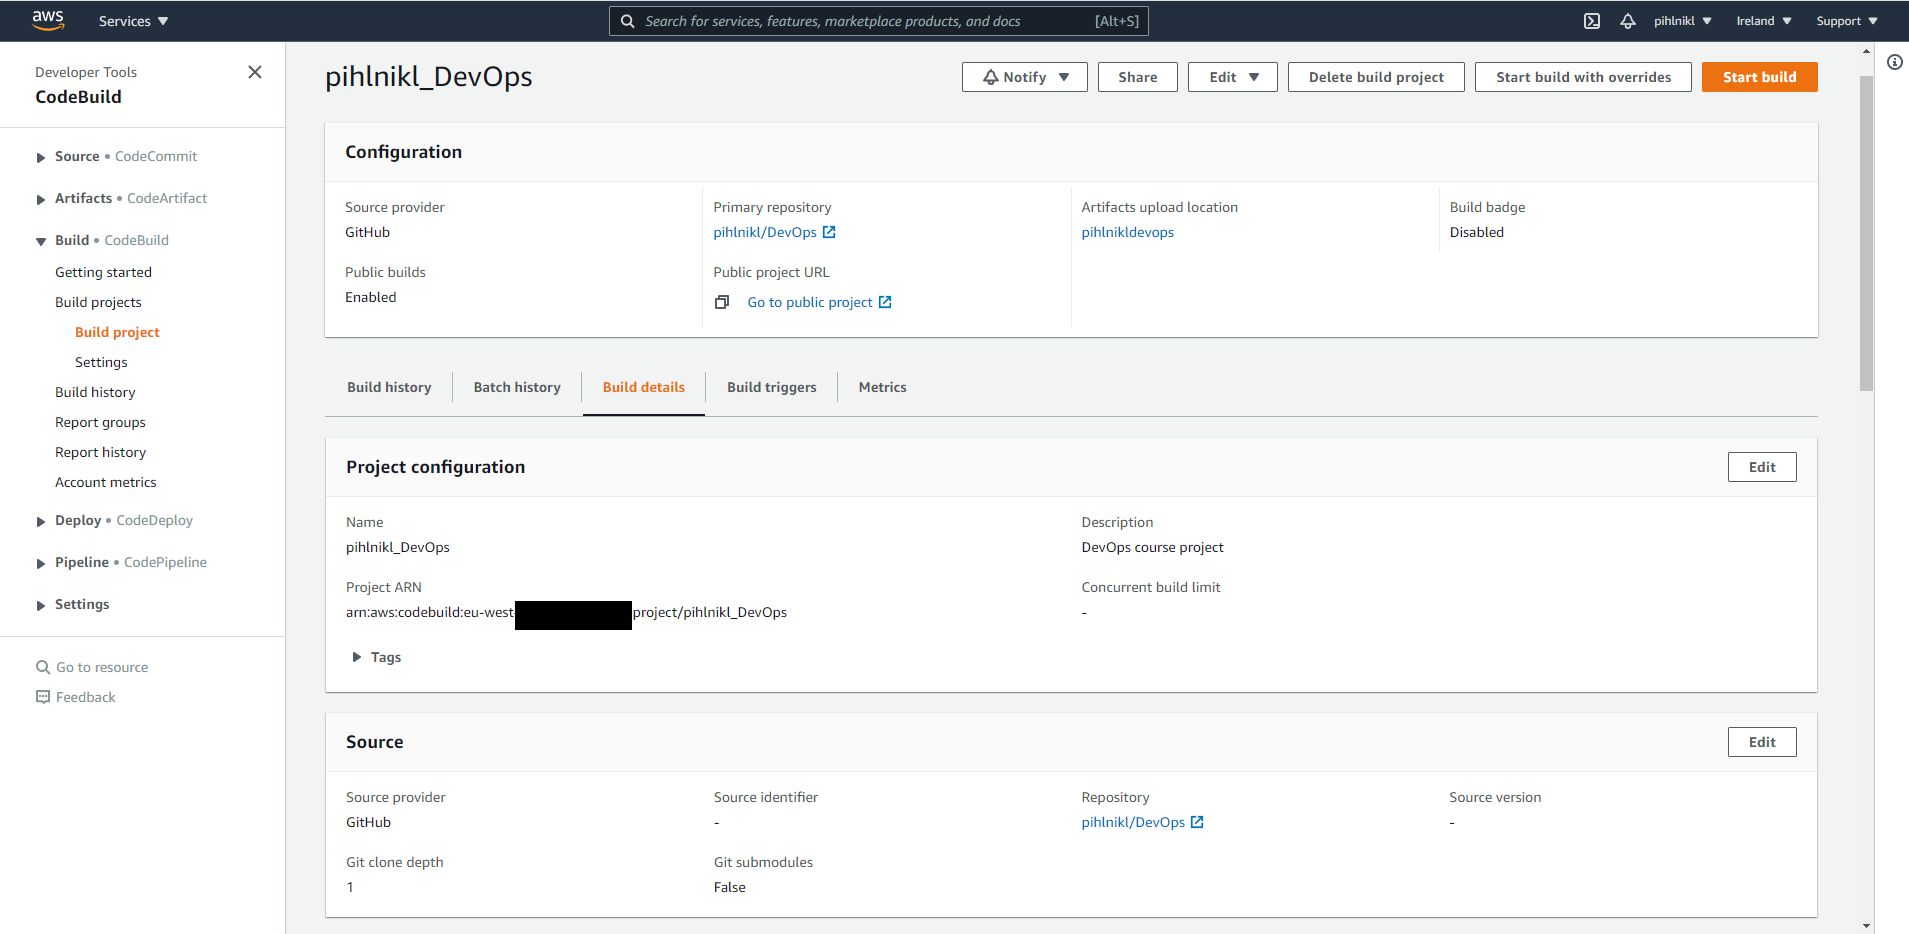 aws Services Search for services, features, marketplace products, and docs [Alt+S] pihlnikl Ireland Support
Developer Tools
CodeBuild
Source • CodeCommit
Artifacts • CodeArtifact
Build • CodeBuild
Getting started
Build projects
Build project
Settings
Build history
Report groups
Report history
Account metrics
Deploy • CodeDeploy
Pipeline • CodePipeline
Settings
Go to resource
Feedback
pihlnikl_DevOps
Notify Share Edit Delete build project Start build with overrides Start build
Configuration
Source provider Primary repository Artifacts upload location Build badge
GitHub pihlnikl/DevOps pihlnikldevops Disabled
Public builds Public project URL
Enabled Go to public project
Build history Batch history Build details Build triggers Metrics
Project configuration Edit
Name Description
pihlnikl_DevOps DevOps course project
Project ARN Concurrent build limit
arn:aws:codebuild:eu-west- project/pihlnikl_DevOps -
Tags
Source Edit
Source provider Source identifier Repository Source version
GitHub - pihlnikl/DevOps -
Git clone depth Git submodules
1 False